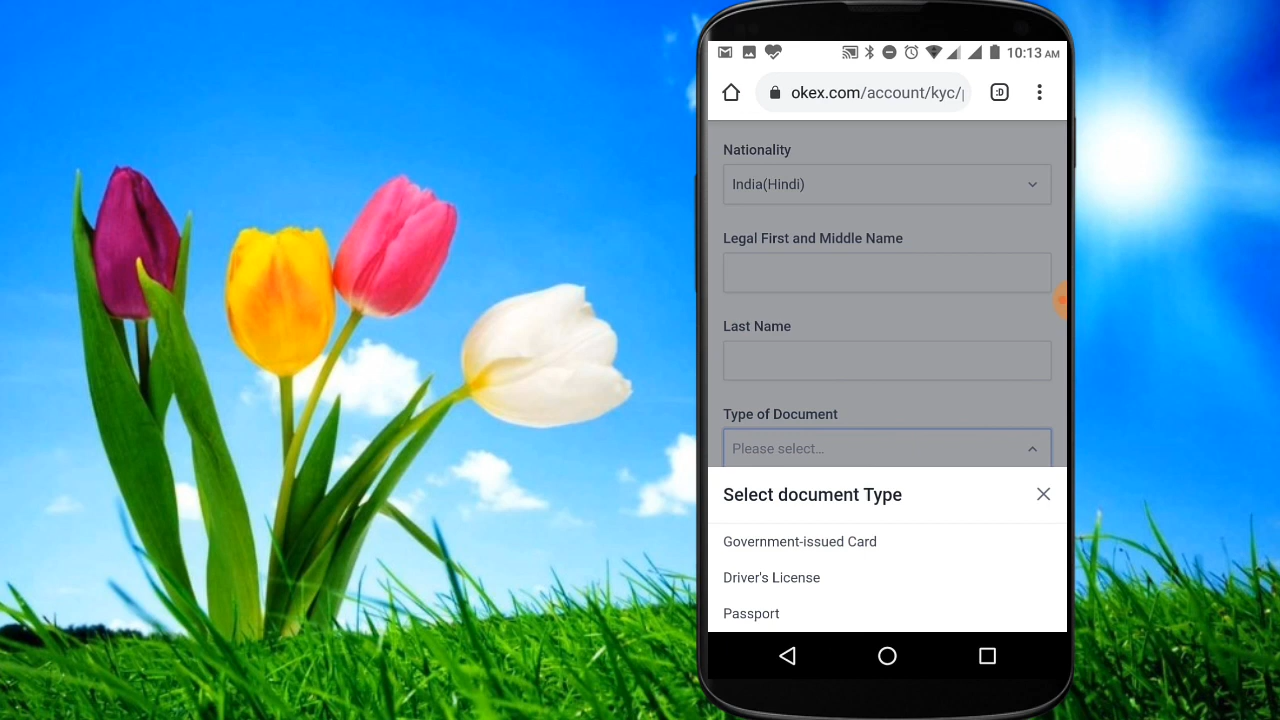 10:13 AM
okex.com/account/kyc/
:D
Nationality
India(Hindi)
Legal First and Middle Name
Last Name
Type of Document
Please select...
Select document Type
Government-issued Card
Driver's License
Passport